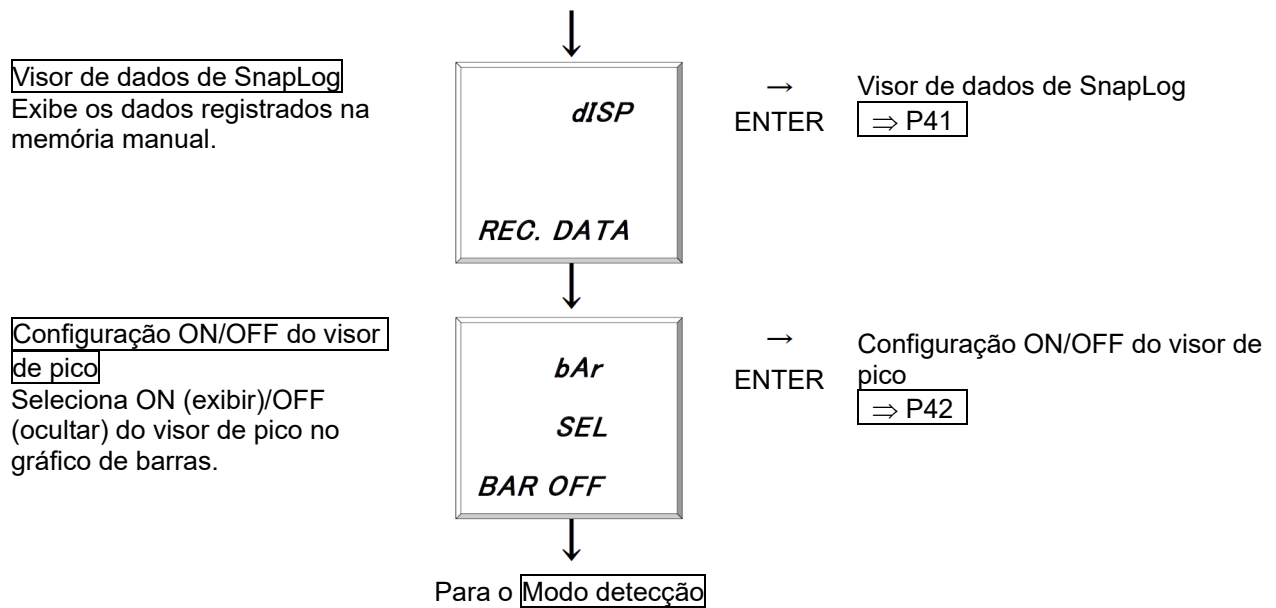 Visor de dados de SnapLog
Exibe os dados registrados na
memória manual.
dISP
REC. DATA
→
ENTER
Visor de dados de SnapLog
⇒ P41
Configuração ON/OFF do visor
de pico
Seleciona ON (exibir)/OFF
(ocultar) do visor de pico no
gráfico de barras.
bAr
SEL
BAR OFF
→
ENTER
Configuração ON/OFF do visor de
pico
⇒ P42
Para o Modo detecção